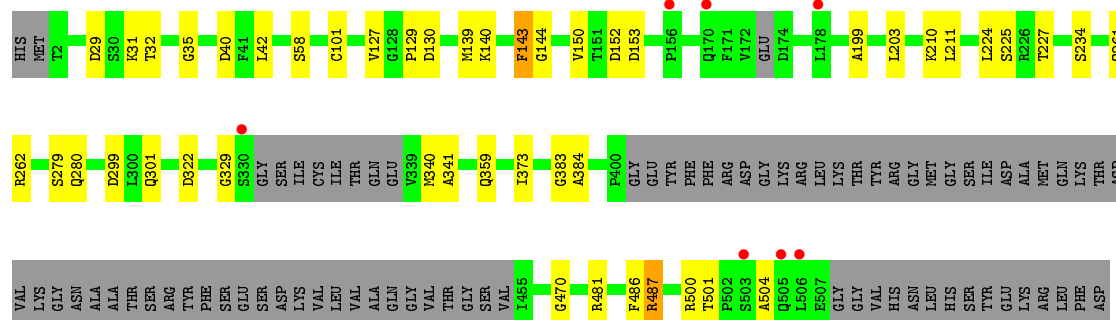 HIS MET T2 D29 S30 K31 T32 G35 D40 F41 L42 S58 C101 V127 G128 P129 D130 M139 K140 F143 G144 V150 T151 D152 D153 P156 Q170 F171 V172 GLU D174 L178 A199 L203 K210 L211 L224 S225 R226 T227 S234
R262 S279 Q280 D299 L300 Q301 D322 G329 S330 GLY SER ILE CYS ILE THR GLN GLU V339 M340 A341 Q359 I373 G383 A384 P400 GLY GLU TYR PHE PHE ARG ASP GLY LYS ARG LEU LYS THR TYR ARG GLY MET GLY SER ILE ASP ALA MET GLN LYS THR
VAL LYS GLY ASN ALA ALA THR SER ARG TYR PHE SER GLU SER ASP LYS VAL LEU VAL ALA GLN GLY VAL THR GLY SER VAL I455 G470 R481 F486 R487 R500 T501 P502 S503 A504 Q505 L506 E507 GLY GLY VAL HIS ASN LEU HIS SER TYR GLU LYS ARG LEU PHE ASP